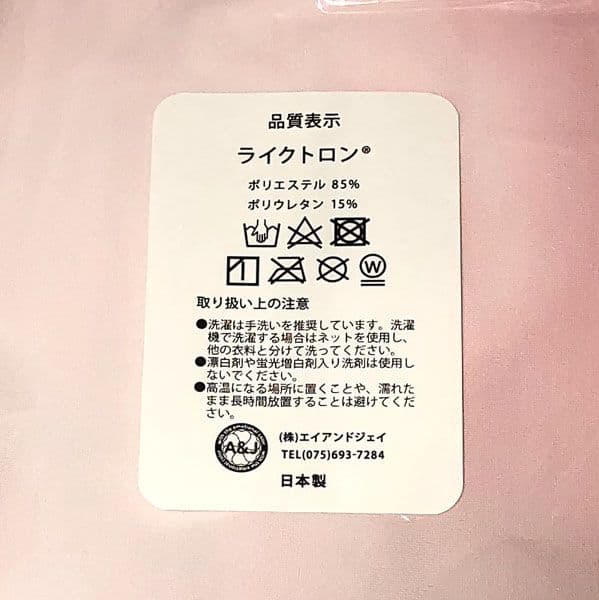 品質表示
ライクトロン®
ポリエステル 85%
ポリウレタン 15%
W
取り扱い上の注意
●洗濯は手洗いを推奨しています。洗濯
機で洗濯する場合はネットを使用し、
他の衣料と分けて洗ってください。
●漂白剤や蛍光増白剤入り洗剤は使用し
ないでください。
●高温になる場所に置くことや、濡れた
まま長時間放置することは避けてくだ
さい。
A&J
(株)エイアンドジェイ
TEL(075)693-7284
日本製